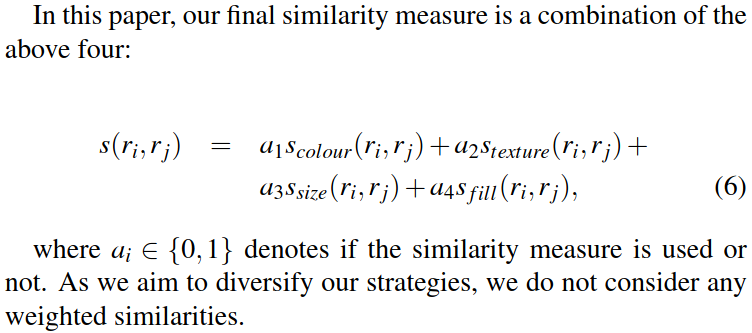 In this paper, our final similarity measure is a combination of the
above four:
s(r_i, r_j) = a_1 s_{colour}(r_i, r_j) + a_2 s_{texture}(r_i, r_j) +
a_3 s_{size}(r_i, r_j) + a_4 s_{fill}(r_i, r_j), (6)
where a_i ∈ {0, 1} denotes if the similarity measure is used or
not. As we aim to diversify our strategies, we do not consider any
weighted similarities.